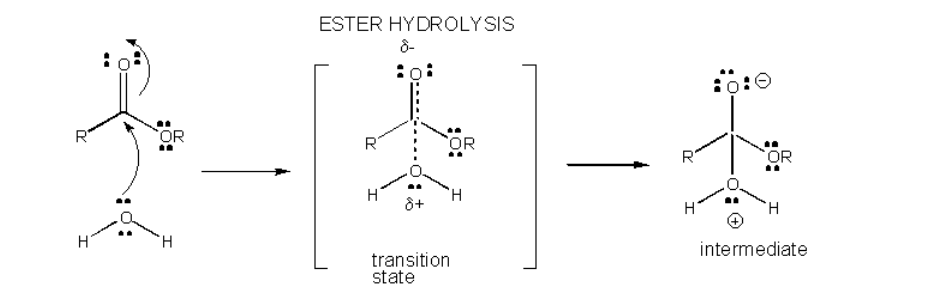 ESTER HYDROLYSIS
δ-
O
O
O ⊖
R
OR
R
OR
R
OR
O
H
H
O
H
H
δ+
O
H
H
⊕
transition
state
intermediate